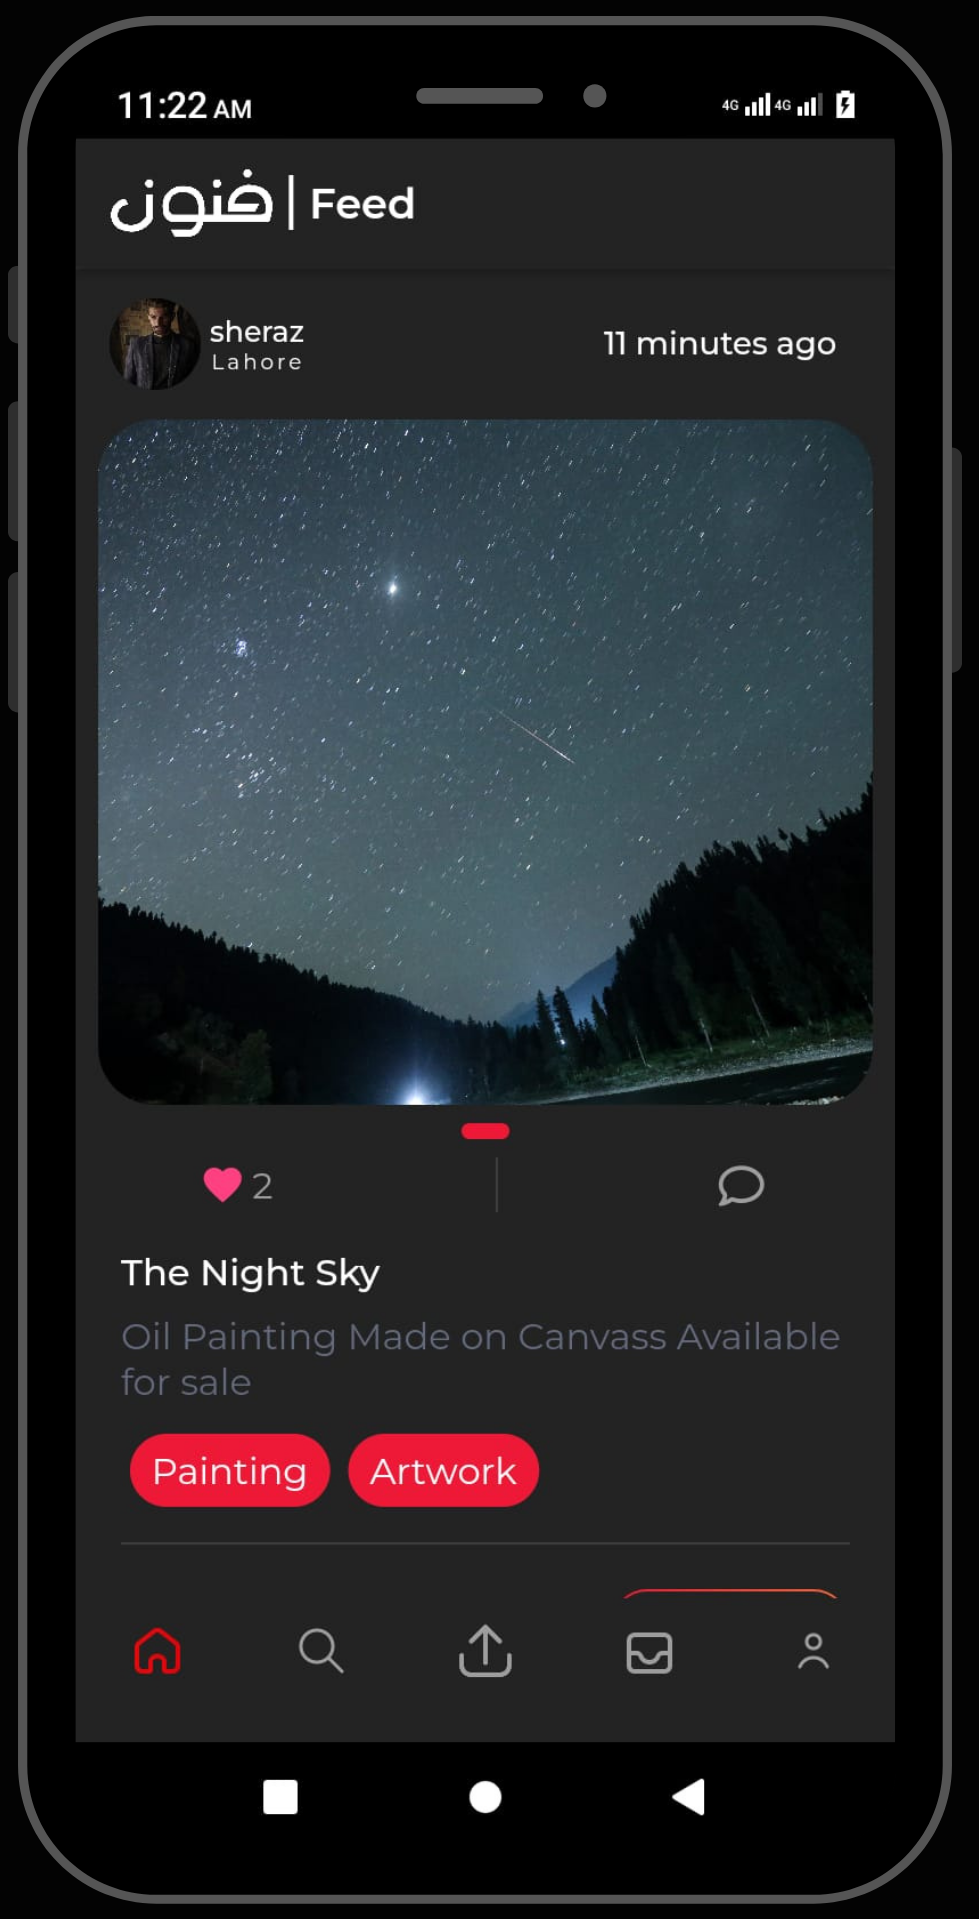 11:22 AM
4G 4G
فنون | Feed
sheraz
Lahore
11 minutes ago
2
The Night Sky
Oil Painting Made on Canvass Available
for sale
Painting
Artwork